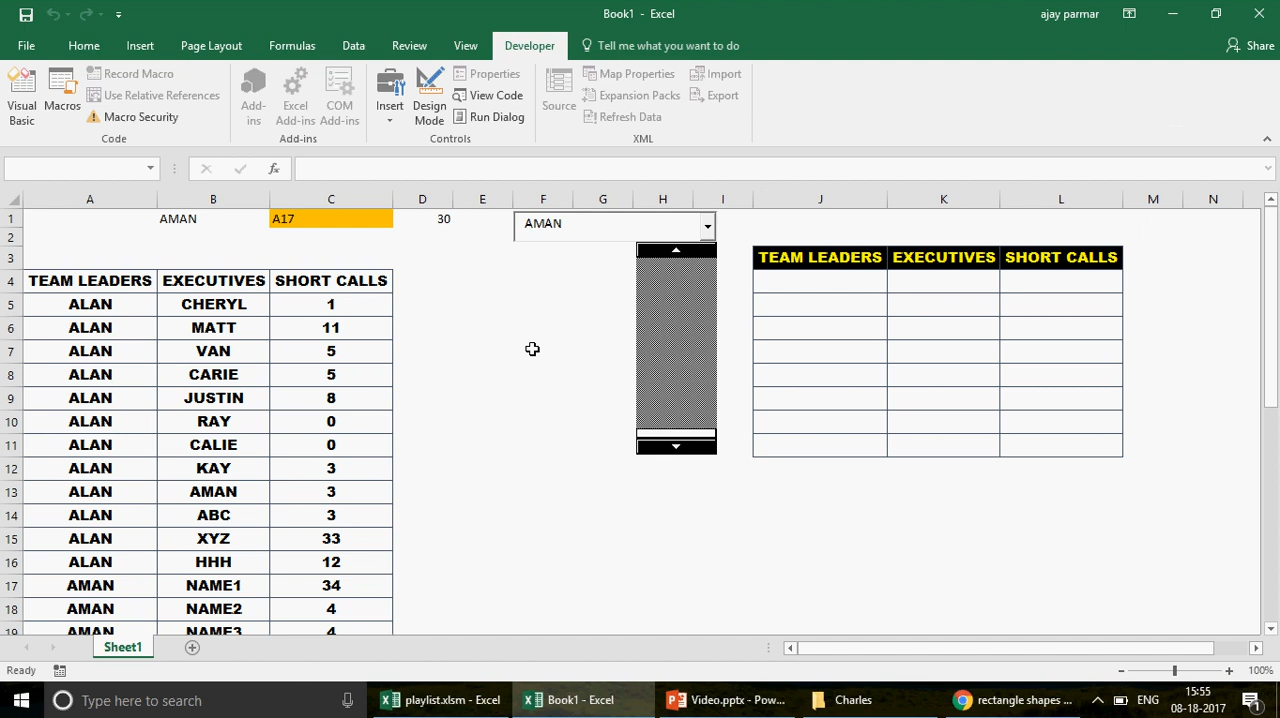 Book1 - Excel
ajay parmar
File Home Insert Page Layout Formulas Data Review View Developer Tell me what you want to do Share
Visual Basic
Macros
Record Macro
Use Relative References
Macro Security
Code
Add-ins
Excel Add-ins
COM Add-ins
Add-ins
Insert
Design Mode
Properties
View Code
Run Dialog
Controls
Source
Map Properties
Expansion Packs
Refresh Data
Import
Export
XML
fx
A B C D E F G H I J K L M N
1 AMAN A17 30 AMAN
2
3 TEAM LEADERS EXECUTIVES SHORT CALLS
4 TEAM LEADERS EXECUTIVES SHORT CALLS
5 ALAN CHERYL 1
6 ALAN MATT 11
7 ALAN VAN 5
8 ALAN CARIE 5
9 ALAN JUSTIN 8
10 ALAN RAY 0
11 ALAN CALIE 0
12 ALAN KAY 3
13 ALAN AMAN 3
14 ALAN ABC 3
15 ALAN XYZ 33
16 ALAN HHH 12
17 AMAN NAME1 34
18 AMAN NAME2 4
19 AMAN NAME3 4
Sheet1
Ready
100%
Type here to search
playlist.xlsm - Excel
Book1 - Excel
Video.pptx - Pow...
Charles
rectangle shapes ...
ENG
15:55
08-18-2017
1